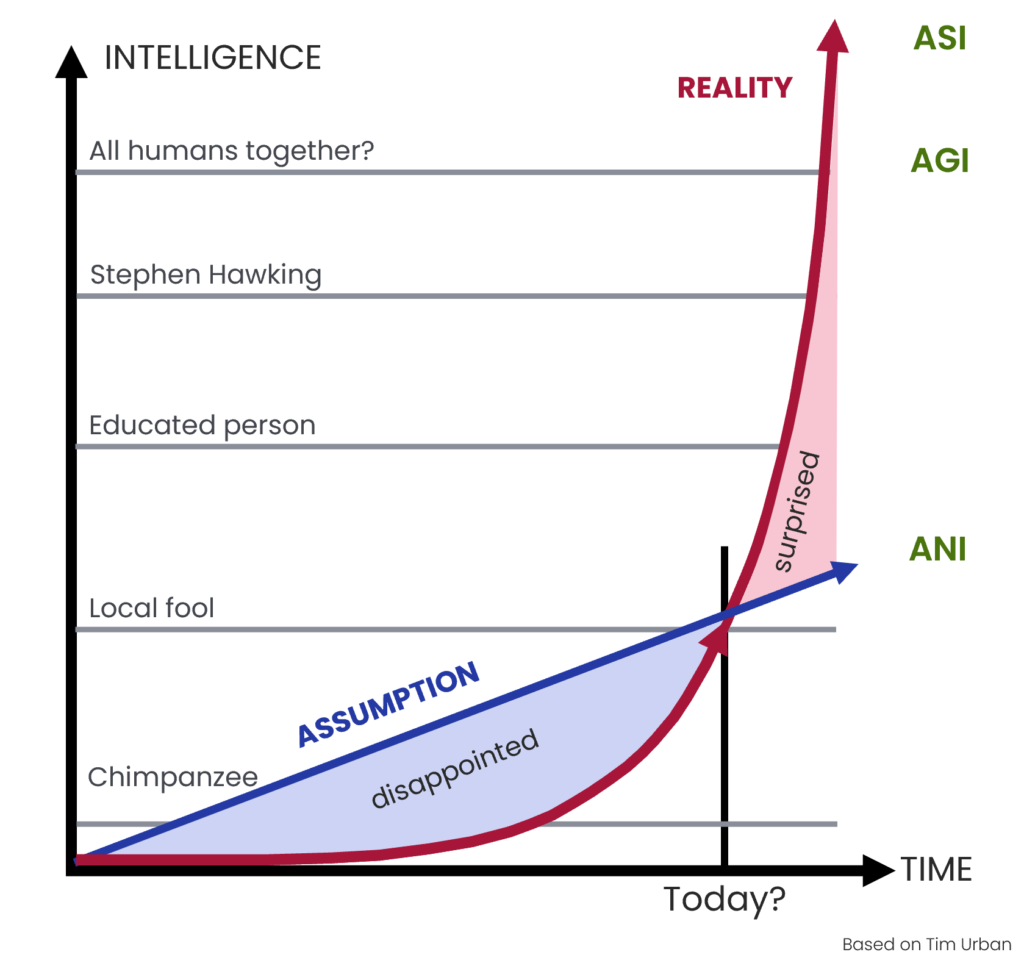 INTELLIGENCE
ASI
REALITY
All humans together?
AGI
Stephen Hawking
Educated person
surprised
ANI
Local fool
ASSUMPTION
disappointed
Chimpanzee
TIME
Today?
Based on Tim Urban